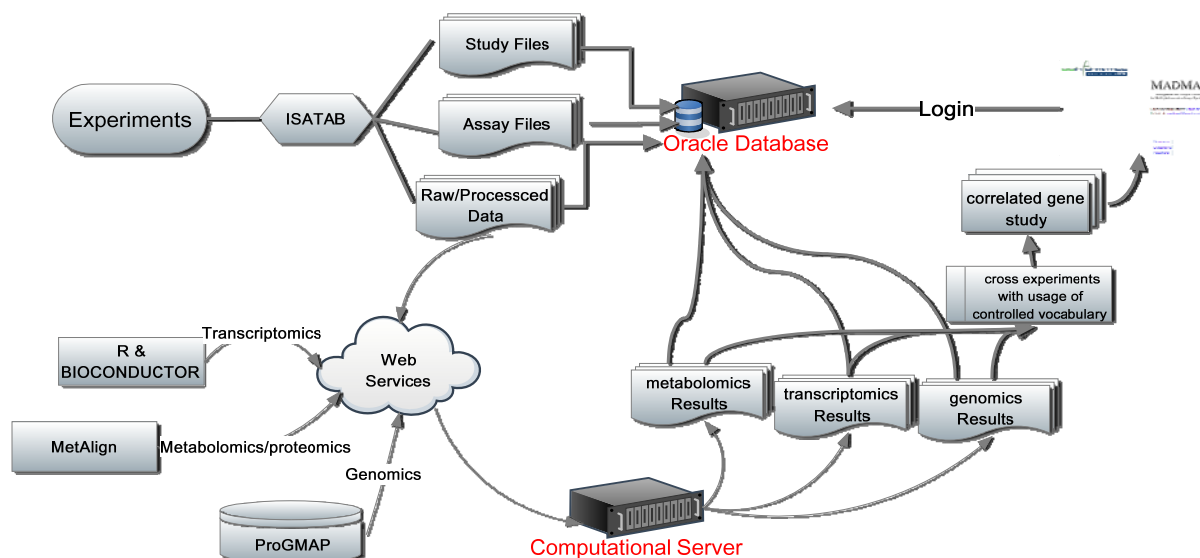 Study Files
Experiments
ISATAB
Assay Files
Raw/Processced
Data
Oracle Database
Login
MADMA
correlated gene
study
cross experiments
with usage of
controlled vocabulary
Transcriptomics
R &
BIOCONDUCTOR
Web
Services
MetAlign
Metabolomics/proteomics
Genomics
ProGMAP
metabolomics
Results
transcriptomics
Results
genomics
Results
Computational Server